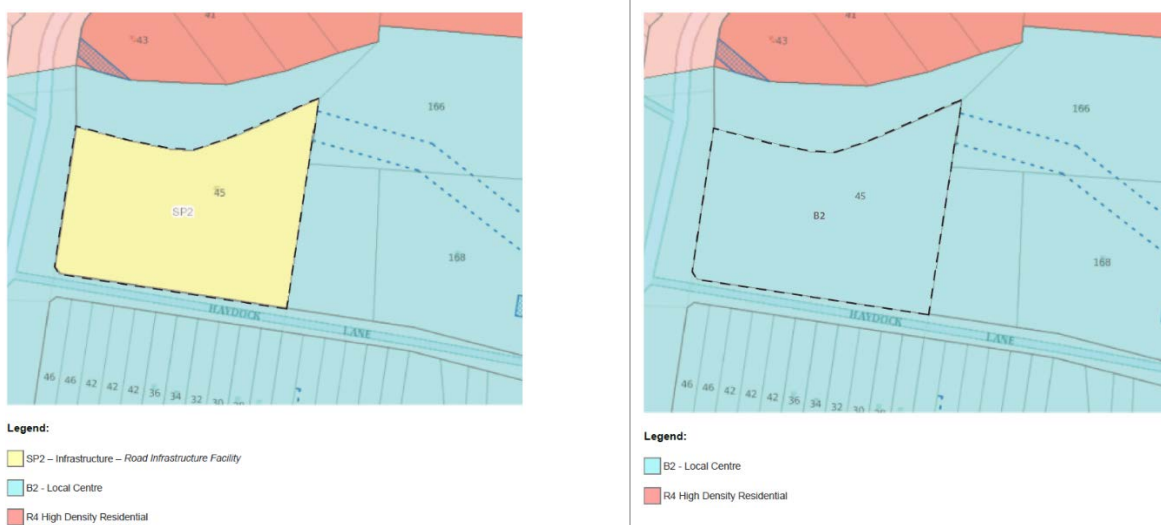 41
43
166
45
SP2
168
HAYDOCK LANE
46 46 42 42 42 36 34 32 30
Legend:
SP2 – Infrastructure – Road Infrastructure Facility
B2 - Local Centre
R4 High Density Residential
41
43
166
45
B2
168
HAYDOCK LANE
46 46 42 42 42 36 34 32 30
Legend:
B2 - Local Centre
R4 High Density Residential